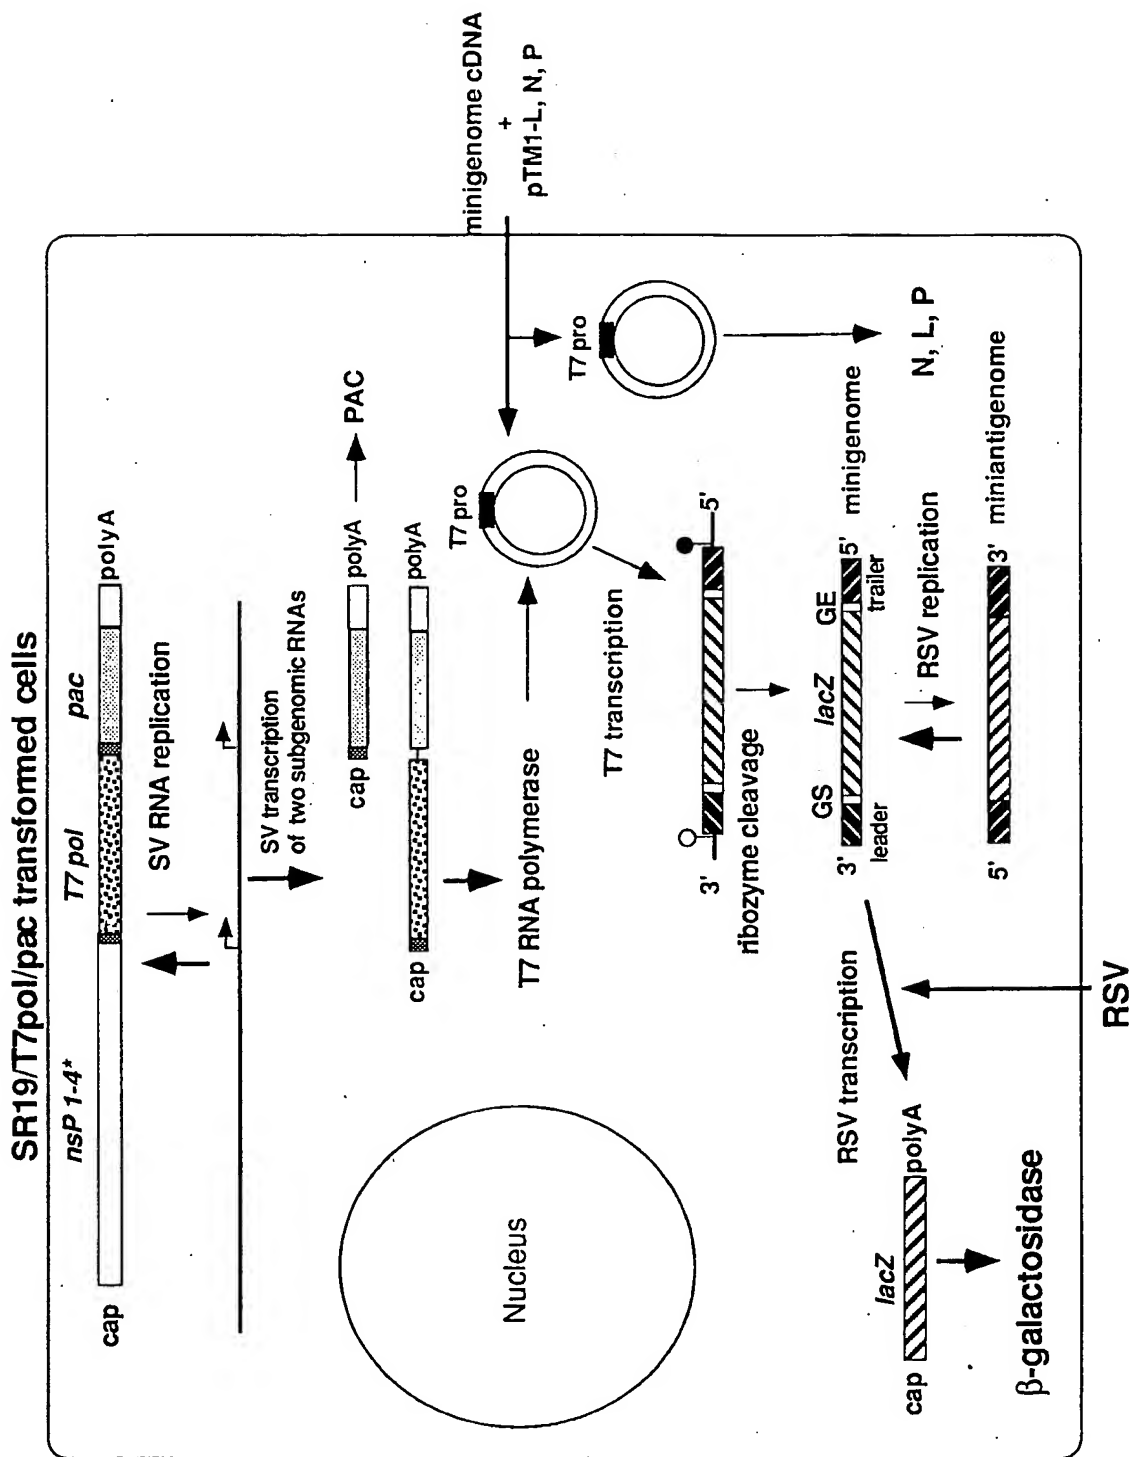 SR19/T7pol/pac transformed cells
nsP 1-4*
T7 pol
pac
cap
polyA
SV RNA replication
SV transcription
of two subgenomic RNAs
cap
polyA
PAC
cap
polyA
T7 RNA polymerase
T7 pro
minigenome cDNA
+
pTM1-L, N, P
T7 pro
N, L, P
T7 transcription
3'
5'
ribozyme cleavage
GS
lacZ
GE
3'
5'
minigenome
leader
trailer
RSV replication
5'
3'
miniantigenome
Nucleus
RSV transcription
RSV
lacZ
cap
polyA
β-galactosidase